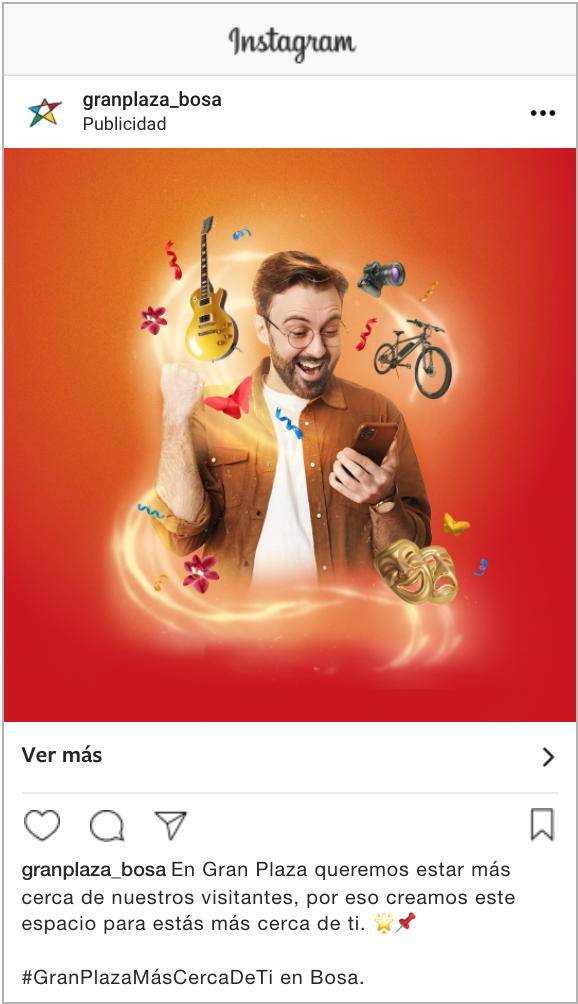 Instagram
granplaza_bosa
Publicidad
Ver más
granplaza_bosa En Gran Plaza queremos estar más
cerca de nuestros visitantes, por eso creamos este
espacio para estás más cerca de ti. 🌟📌
#GranPlazaMásCercaDeTi en Bosa.